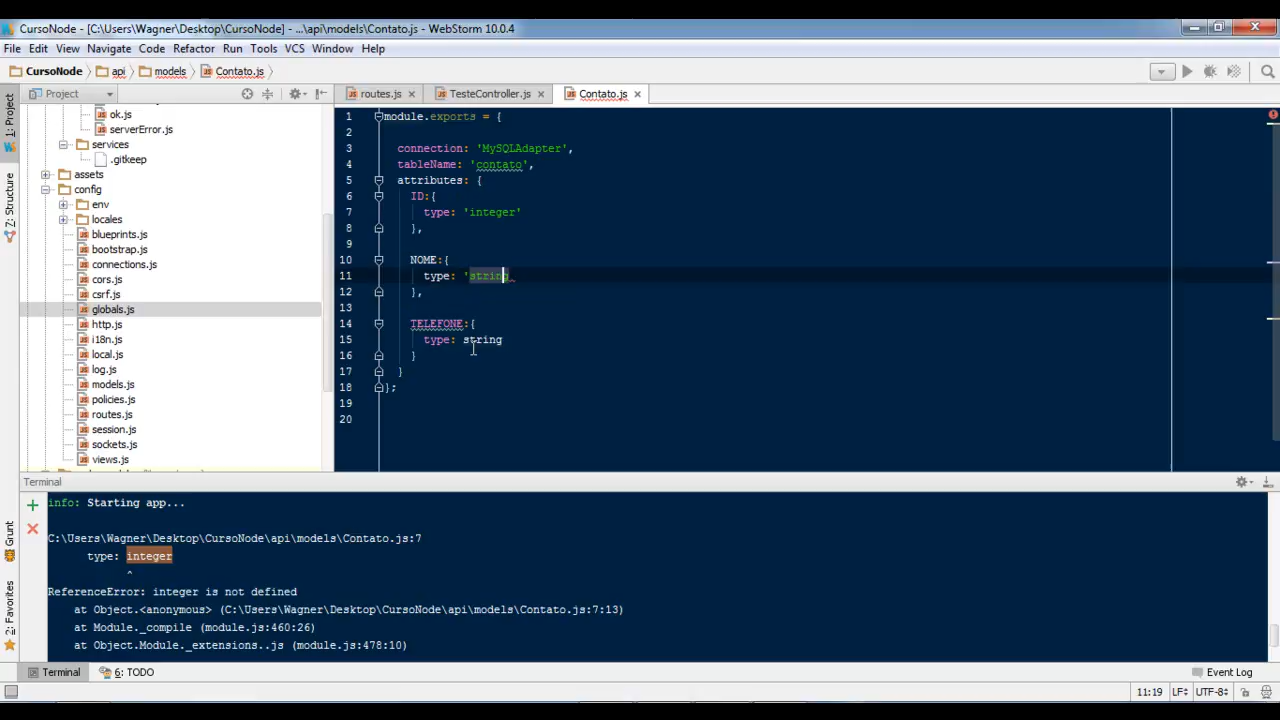 CursoNode - [C:\Users\Wagner\Desktop\CursoNode] - ...\api\models\Contato.js - WebStorm 10.0.4
File Edit View Navigate Code Refactor Run Tools VCS Window Help
CursoNode api models Contato.js
1: Project
Z: Structure
2: Favorites
Grunt
Project
ok.js
serverError.js
services
.gitkeep
assets
config
env
locales
blueprints.js
bootstrap.js
connections.js
cors.js
csrf.js
globals.js
http.js
i18n.js
local.js
log.js
models.js
policies.js
routes.js
session.js
sockets.js
views.js
routes.js TesteController.js Contato.js
1 module.exports = {
2
3 connection: 'MySQLAdapter',
4 tableName: 'contato',
5 attributes: {
6 ID:{
7 type: 'integer'
8 },
9
10 NOME:{
11 type: 'string
12 },
13
14 TELEFONE:{
15 type: string
16 }
17 }
18 };
19
20
Terminal
info: Starting app...
C:\Users\Wagner\Desktop\CursoNode\api\models\Contato.js:7
type: integer
^
ReferenceError: integer is not defined
at Object.<anonymous> (C:\Users\Wagner\Desktop\CursoNode\api\models\Contato.js:7:13)
at Module._compile (module.js:460:26)
at Object.Module._extensions..js (module.js:478:10)
Terminal 6: TODO Event Log
11:19 LF UTF-8